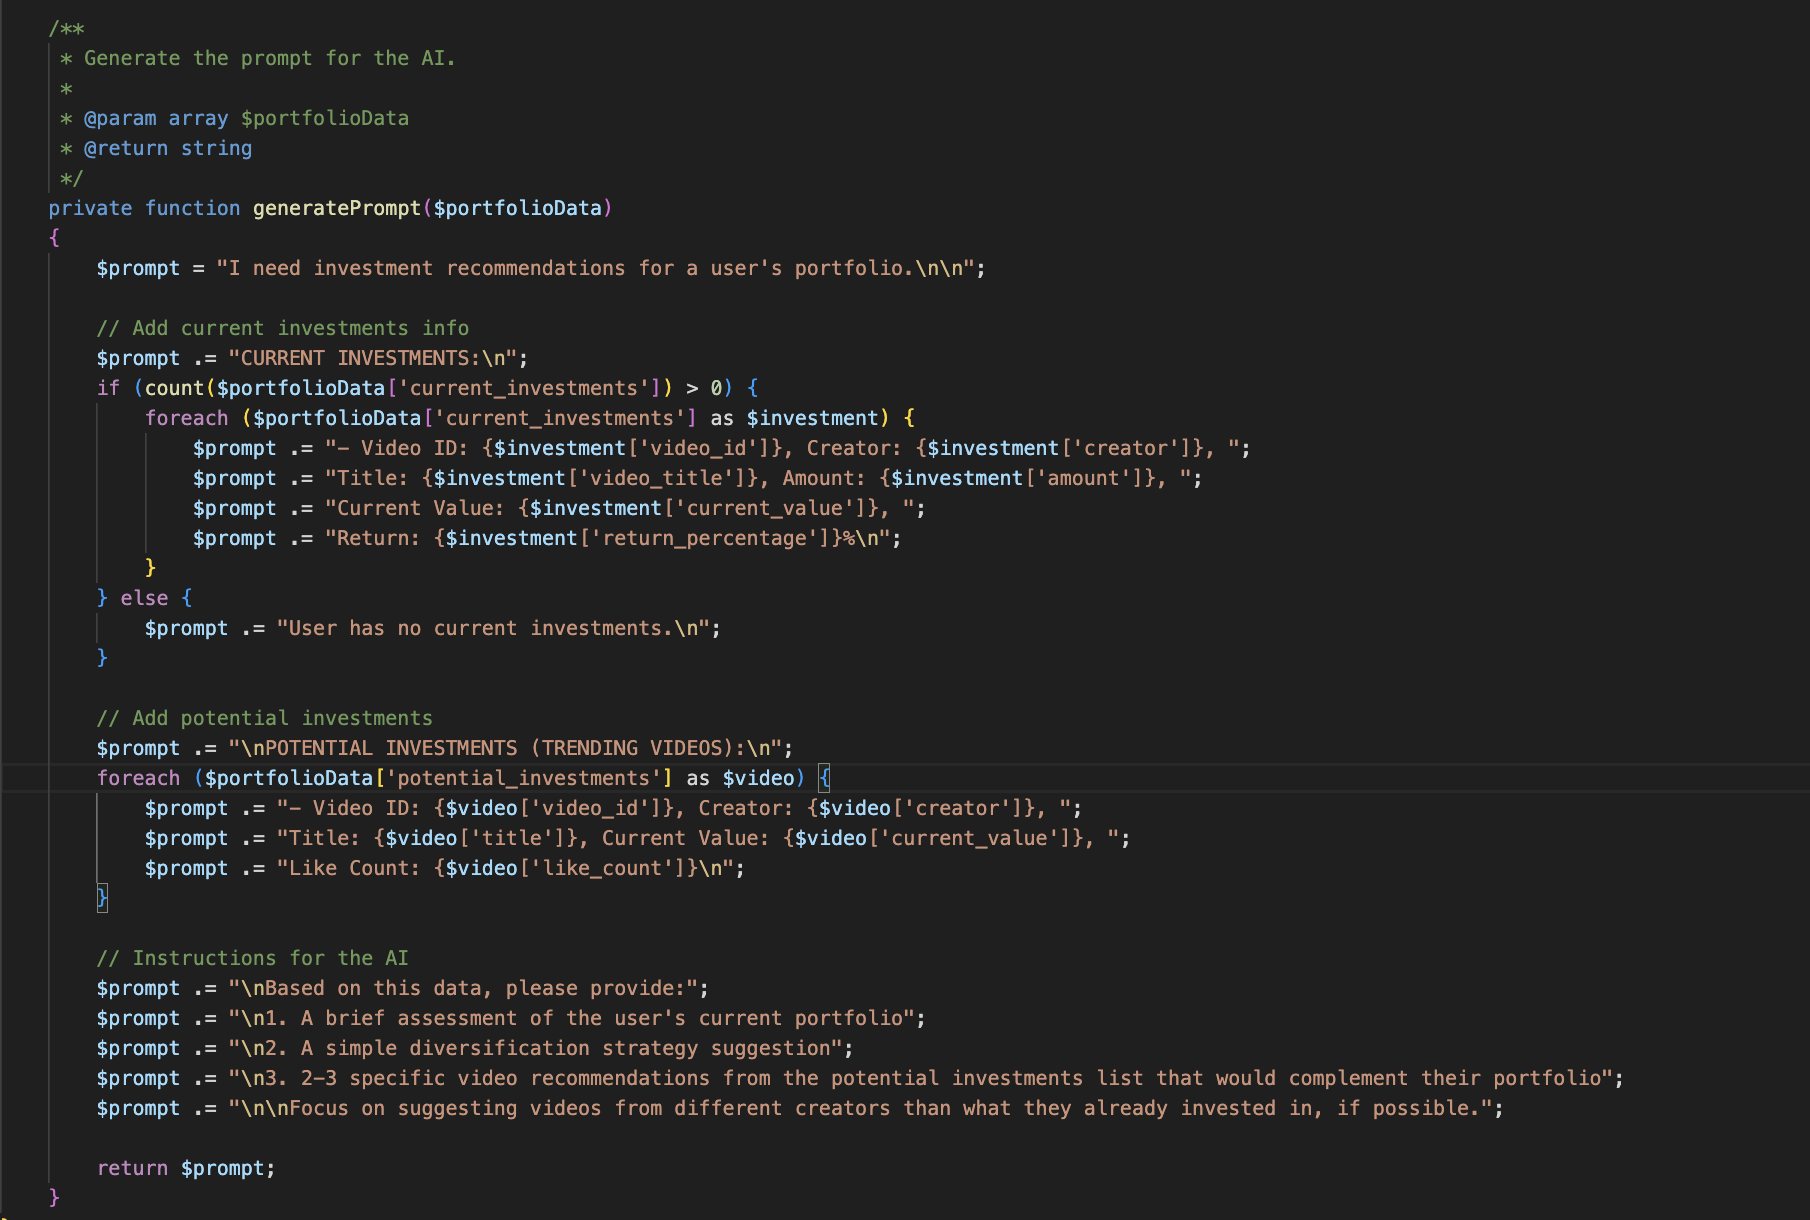 /**
 * Generate the prompt for the AI.
 *
 * @param array $portfolioData
 * @return string
 */
private function generatePrompt($portfolioData)
{
    $prompt = "I need investment recommendations for a user's portfolio.\n\n";

    // Add current investments info
    $prompt .= "CURRENT INVESTMENTS:\n";
    if (count($portfolioData['current_investments']) > 0) {
        foreach ($portfolioData['current_investments'] as $investment) {
            $prompt .= "- Video ID: {$investment['video_id']}, Creator: {$investment['creator']}, ";
            $prompt .= "Title: {$investment['video_title']}, Amount: {$investment['amount']}, ";
            $prompt .= "Current Value: {$investment['current_value']}, ";
            $prompt .= "Return: {$investment['return_percentage']}%\n";
        }
    } else {
        $prompt .= "User has no current investments.\n";
    }

    // Add potential investments
    $prompt .= "\nPOTENTIAL INVESTMENTS (TRENDING VIDEOS):\n";
    foreach ($portfolioData['potential_investments'] as $video) {
        $prompt .= "- Video ID: {$video['video_id']}, Creator: {$video['creator']}, ";
        $prompt .= "Title: {$video['title']}, Current Value: {$video['current_value']}, ";
        $prompt .= "Like Count: {$video['like_count']}\n";
    }

    // Instructions for the AI
    $prompt .= "\nBased on this data, please provide:";
    $prompt .= "\n1. A brief assessment of the user's current portfolio";
    $prompt .= "\n2. A simple diversification strategy suggestion";
    $prompt .= "\n3. 2-3 specific video recommendations from the potential investments list that would complement their portfolio";
    $prompt .= "\n\nFocus on suggesting videos from different creators than what they already invested in, if possible.";

    return $prompt;
}